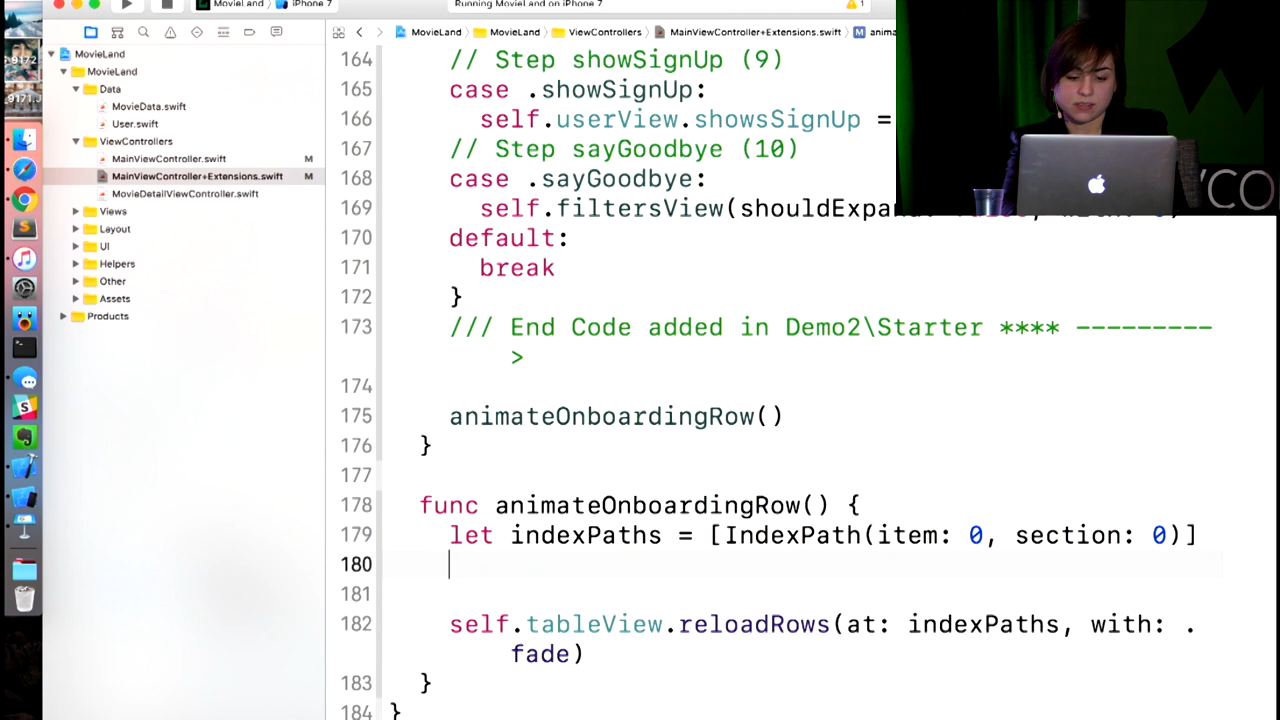 MovieLand iPhone 7 Running MovieLand on iPhone 7 1
MovieLand MovieLand ViewControllers MainViewController+Extensions.swift M
MovieLand
MovieLand
Data
MovieData.swift
User.swift
ViewControllers
MainViewController.swift M
MainViewController+Extensions.swift M
MovieDetailViewController.swift
Views
Layout
UI
Helpers
Other
Assets
Products
9172
9171.J
164 // Step showSignUp (9)
165 case .showSignUp:
166 self.userView.showsSignUp =
167 // Step sayGoodbye (10)
168 case .sayGoodbye:
169 self.filtersView(shouldExpand
170 default:
171 break
172 }
173 /// End Code added in Demo2\Starter **** ---------
>
174
175 animateOnboardingRow()
176 }
177
178 func animateOnboardingRow() {
179 let indexPaths = [IndexPath(item: 0, section: 0)]
180
181
182 self.tableView.reloadRows(at: indexPaths, with: .
fade)
183 }
184 }
YCO